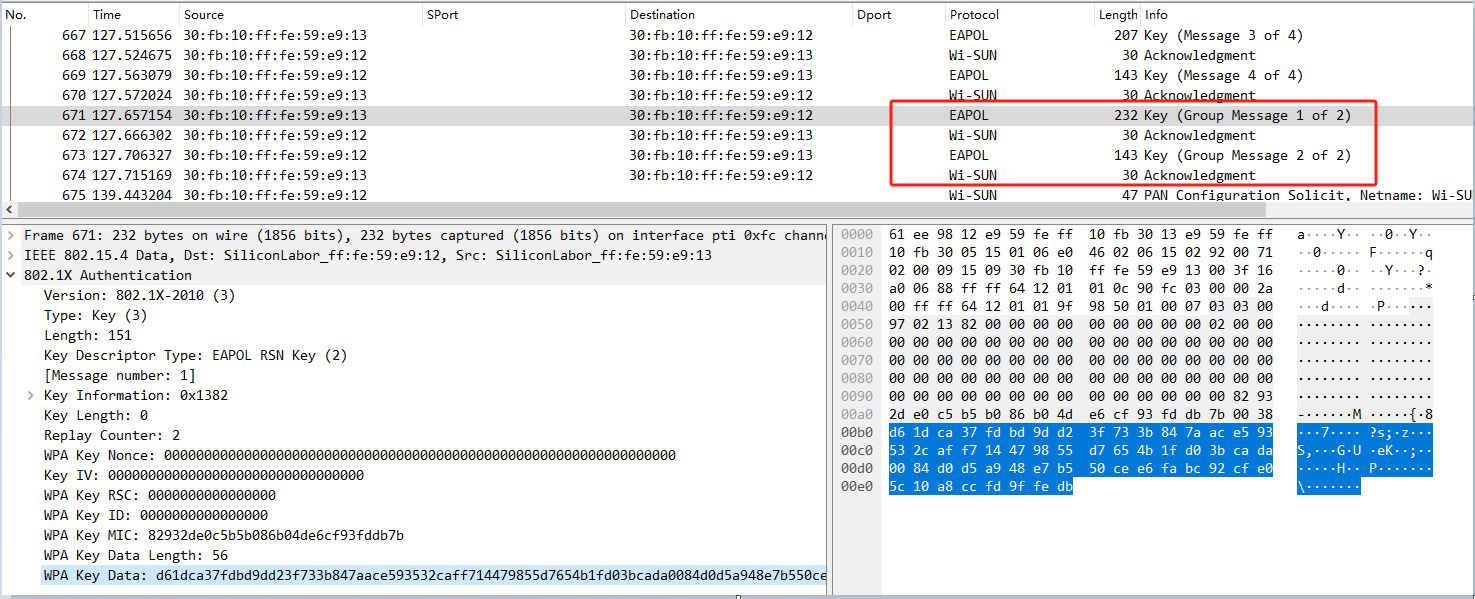 No. Time Source SPort Destination Dport Protocol Length Info
667 127.515656 30:fb:10:ff:fe:59:e9:13 30:fb:10:ff:fe:59:e9:12 EAPOL 207 Key (Message 3 of 4)
668 127.524675 30:fb:10:ff:fe:59:e9:12 30:fb:10:ff:fe:59:e9:13 Wi-SUN 30 Acknowledgment
669 127.563079 30:fb:10:ff:fe:59:e9:12 30:fb:10:ff:fe:59:e9:13 EAPOL 143 Key (Message 4 of 4)
670 127.572024 30:fb:10:ff:fe:59:e9:13 30:fb:10:ff:fe:59:e9:12 Wi-SUN 30 Acknowledgment
671 127.657154 30:fb:10:ff:fe:59:e9:13 30:fb:10:ff:fe:59:e9:12 EAPOL 232 Key (Group Message 1 of 2)
672 127.666302 30:fb:10:ff:fe:59:e9:12 30:fb:10:ff:fe:59:e9:13 Wi-SUN 30 Acknowledgment
673 127.706327 30:fb:10:ff:fe:59:e9:12 30:fb:10:ff:fe:59:e9:13 EAPOL 143 Key (Group Message 2 of 2)
674 127.715169 30:fb:10:ff:fe:59:e9:13 30:fb:10:ff:fe:59:e9:12 Wi-SUN 30 Acknowledgment
675 139.443204 30:fb:10:ff:fe:59:e9:12 Wi-SUN 47 PAN Configuration Solicit, Netname: Wi-SU
Frame 671: 232 bytes on wire (1856 bits), 232 bytes captured (1856 bits) on interface pti 0xfc chann
IEEE 802.15.4 Data, Dst: SiliconLabor_ff:fe:59:e9:12, Src: SiliconLabor_ff:fe:59:e9:13
802.1X Authentication
Version: 802.1X-2010 (3)
Type: Key (3)
Length: 151
Key Descriptor Type: EAPOL RSN Key (2)
[Message number: 1]
Key Information: 0x1382
Key Length: 0
Replay Counter: 2
WPA Key Nonce: 0000000000000000000000000000000000000000000000000000000000000000
Key IV: 00000000000000000000000000000000
WPA Key RSC: 0000000000000000
WPA Key ID: 0000000000000000
WPA Key MIC: 82932de0c5b5b086b04de6cf93fddb7b
WPA Key Data Length: 56
WPA Key Data: d61dca37fdbd9dd23f733b847aace593532caff714479855d7654b1fd03bcada0084d0d5a948e7b550ce
0000 61 ee 98 12 e9 59 fe ff 10 fb 30 13 e9 59 fe ff a····Y·· ··0··Y··
0010 10 fb 30 05 15 01 06 e0 46 02 06 15 02 92 00 71 ··0····· F······q
0020 02 00 09 15 09 30 fb 10 ff fe 59 e9 13 00 3f 16 ·····0·· ··Y···?·
0030 a0 06 88 ff ff 64 12 01 01 0c 90 fc 03 00 00 2a ·····d·· ·······*
0040 00 ff ff 64 12 01 01 9f 98 50 01 00 07 03 03 00 ···d···· ·P······
0050 97 02 13 82 00 00 00 00 00 00 00 00 00 02 00 00 ········ ········
0060 00 00 00 00 00 00 00 00 00 00 00 00 00 00 00 00 ········ ········
0070 00 00 00 00 00 00 00 00 00 00 00 00 00 00 00 00 ········ ········
0080 00 00 00 00 00 00 00 00 00 00 00 00 00 00 00 00 ········ ········
0090 00 00 00 00 00 00 00 00 00 00 00 00 00 00 82 93 ········ ········
00a0 2d e0 c5 b5 b0 86 b0 4d e6 cf 93 fd db 7b 00 38 -······M ·····{·8
00b0 d6 1d ca 37 fd bd 9d d2 3f 73 3b 84 7a ac e5 93 ···7···· ?s;·z···
00c0 53 2c af f7 14 47 98 55 d7 65 4b 1f d0 3b ca da S,···G·U ·eK··;··
00d0 00 84 d0 d5 a9 48 e7 b5 50 ce e6 fa bc 92 cf e0 ·····H·· P·······
00e0 5c 10 a8 cc fd 9f fe db \·······